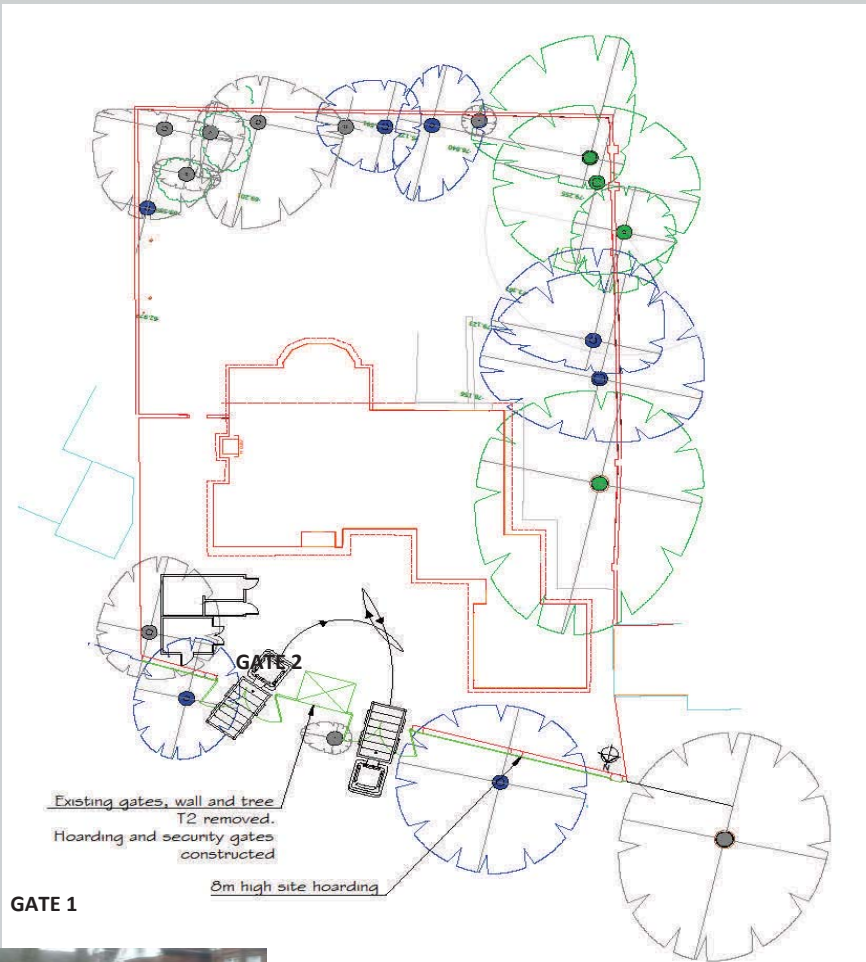 GATE 2
Existing gates, wall and tree
T2 removed.
Hoarding and security gates
constructed
8m high site hoarding
GATE 1